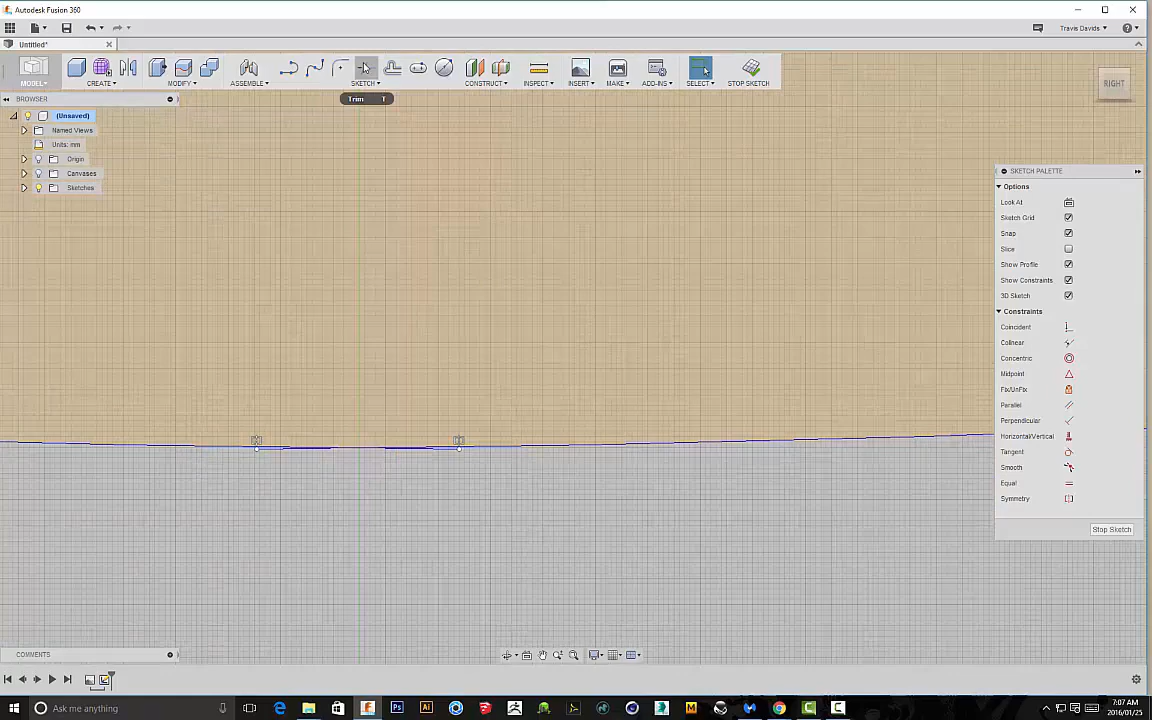 Autodesk Fusion 360
Travis Davids
Untitled*
MODEL
CREATE
MODIFY
ASSEMBLE
SKETCH
CONSTRUCT
INSPECT
INSERT
MAKE
ADD-INS
SELECT
STOP SKETCH
Trim T
RIGHT
BROWSER
(Unsaved)
Named Views
Units: mm
Origin
Canvases
Sketches
SKETCH PALETTE
Options
Look At
Sketch Grid
Snap
Slice
Show Profile
Show Constraints
3D Sketch
Constraints
Coincident
Colinear
Concentric
Midpoint
Fix/UnFix
Parallel
Perpendicular
Horizontal/Vertical
Tangent
Smooth
Equal
Symmetry
Stop Sketch
COMMENTS
Ask me anything
7:07 AM
2016/01/25